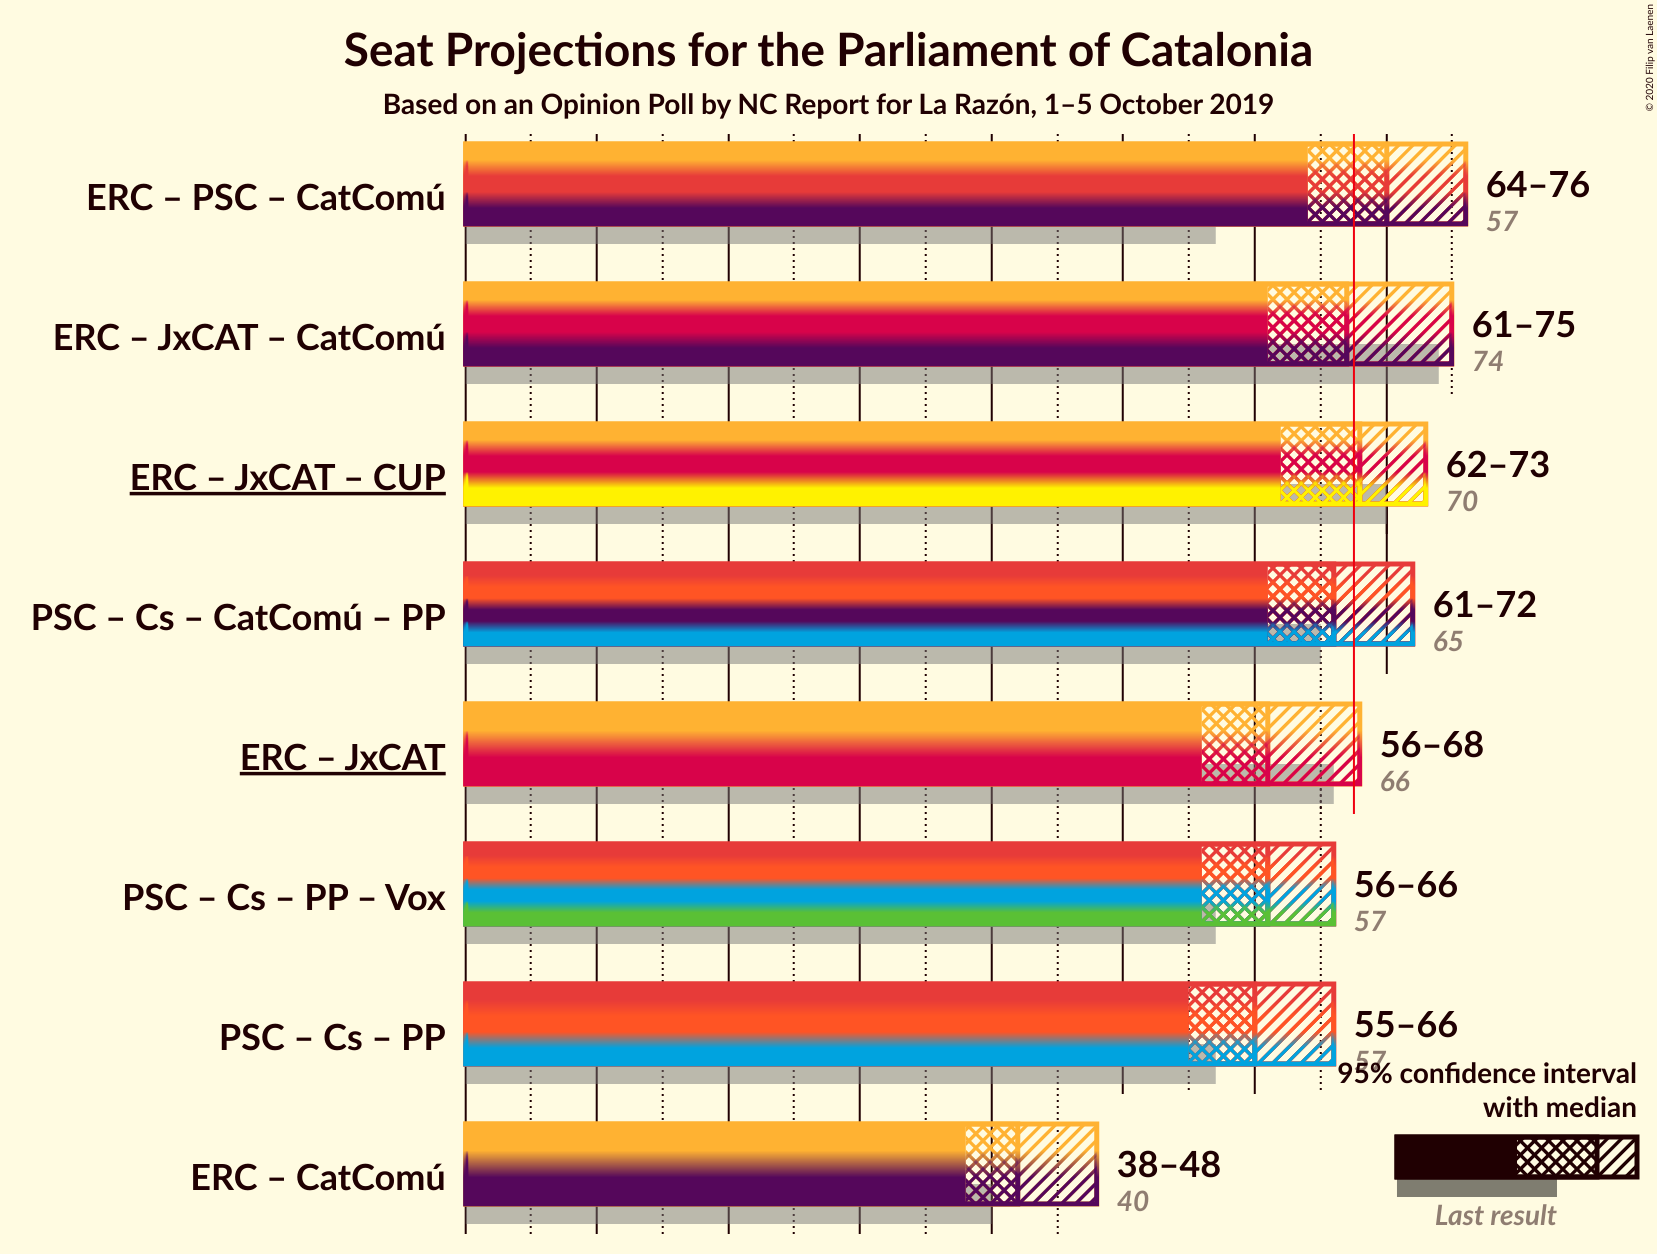 Seat Projections for the Parliament of Catalonia
Based on an Opinion Poll by NC Report for La Razón, 1–5 October 2019
© 2020 Filip van Laenen
ERC – PSC – CatComú
64–76
57
ERC – JxCAT – CatComú
61–75
74
ERC – JxCAT – CUP
62–73
70
PSC – Cs – CatComú – PP
61–72
65
ERC – JxCAT
56–68
66
PSC – Cs – PP – Vox
56–66
57
PSC – Cs – PP
55–66
57
ERC – CatComú
38–48
40
95% confidence interval
with median
Last result